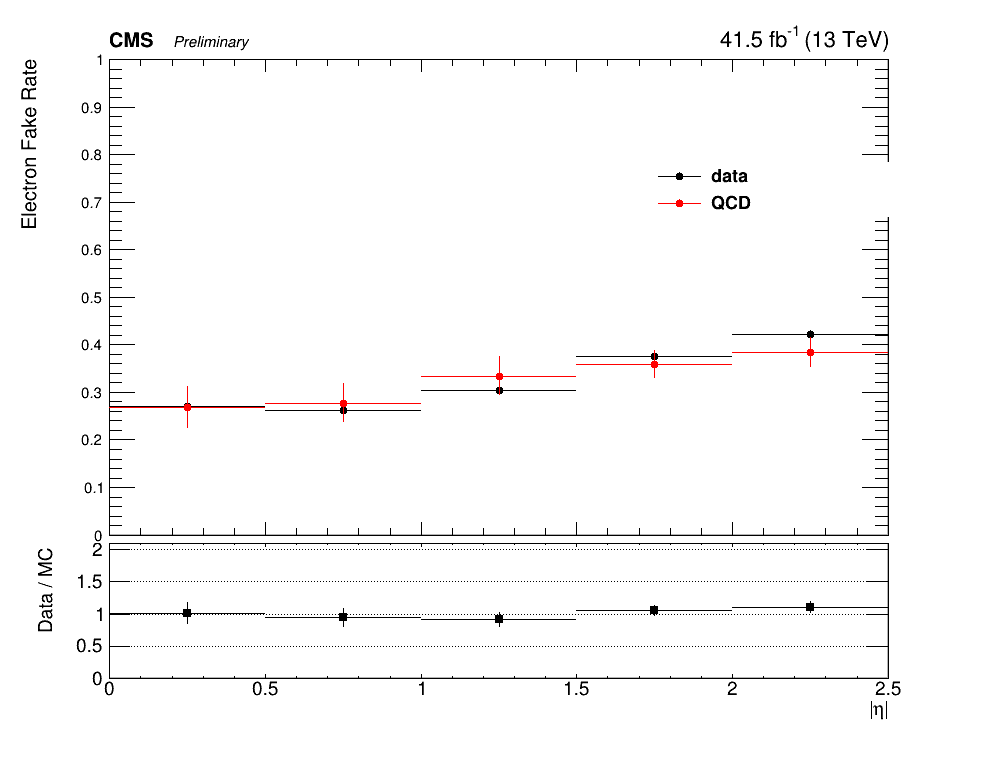 CMS Preliminary 41.5 fb-1 (13 TeV)
Electron Fake Rate
1
0.9
0.8
0.7
0.6
0.5
0.4
0.3
0.2
0.1
0
data
QCD
Data / MC
2
1.5
1
0.5
0
0 0.5 1 1.5 2 2.5
|η|